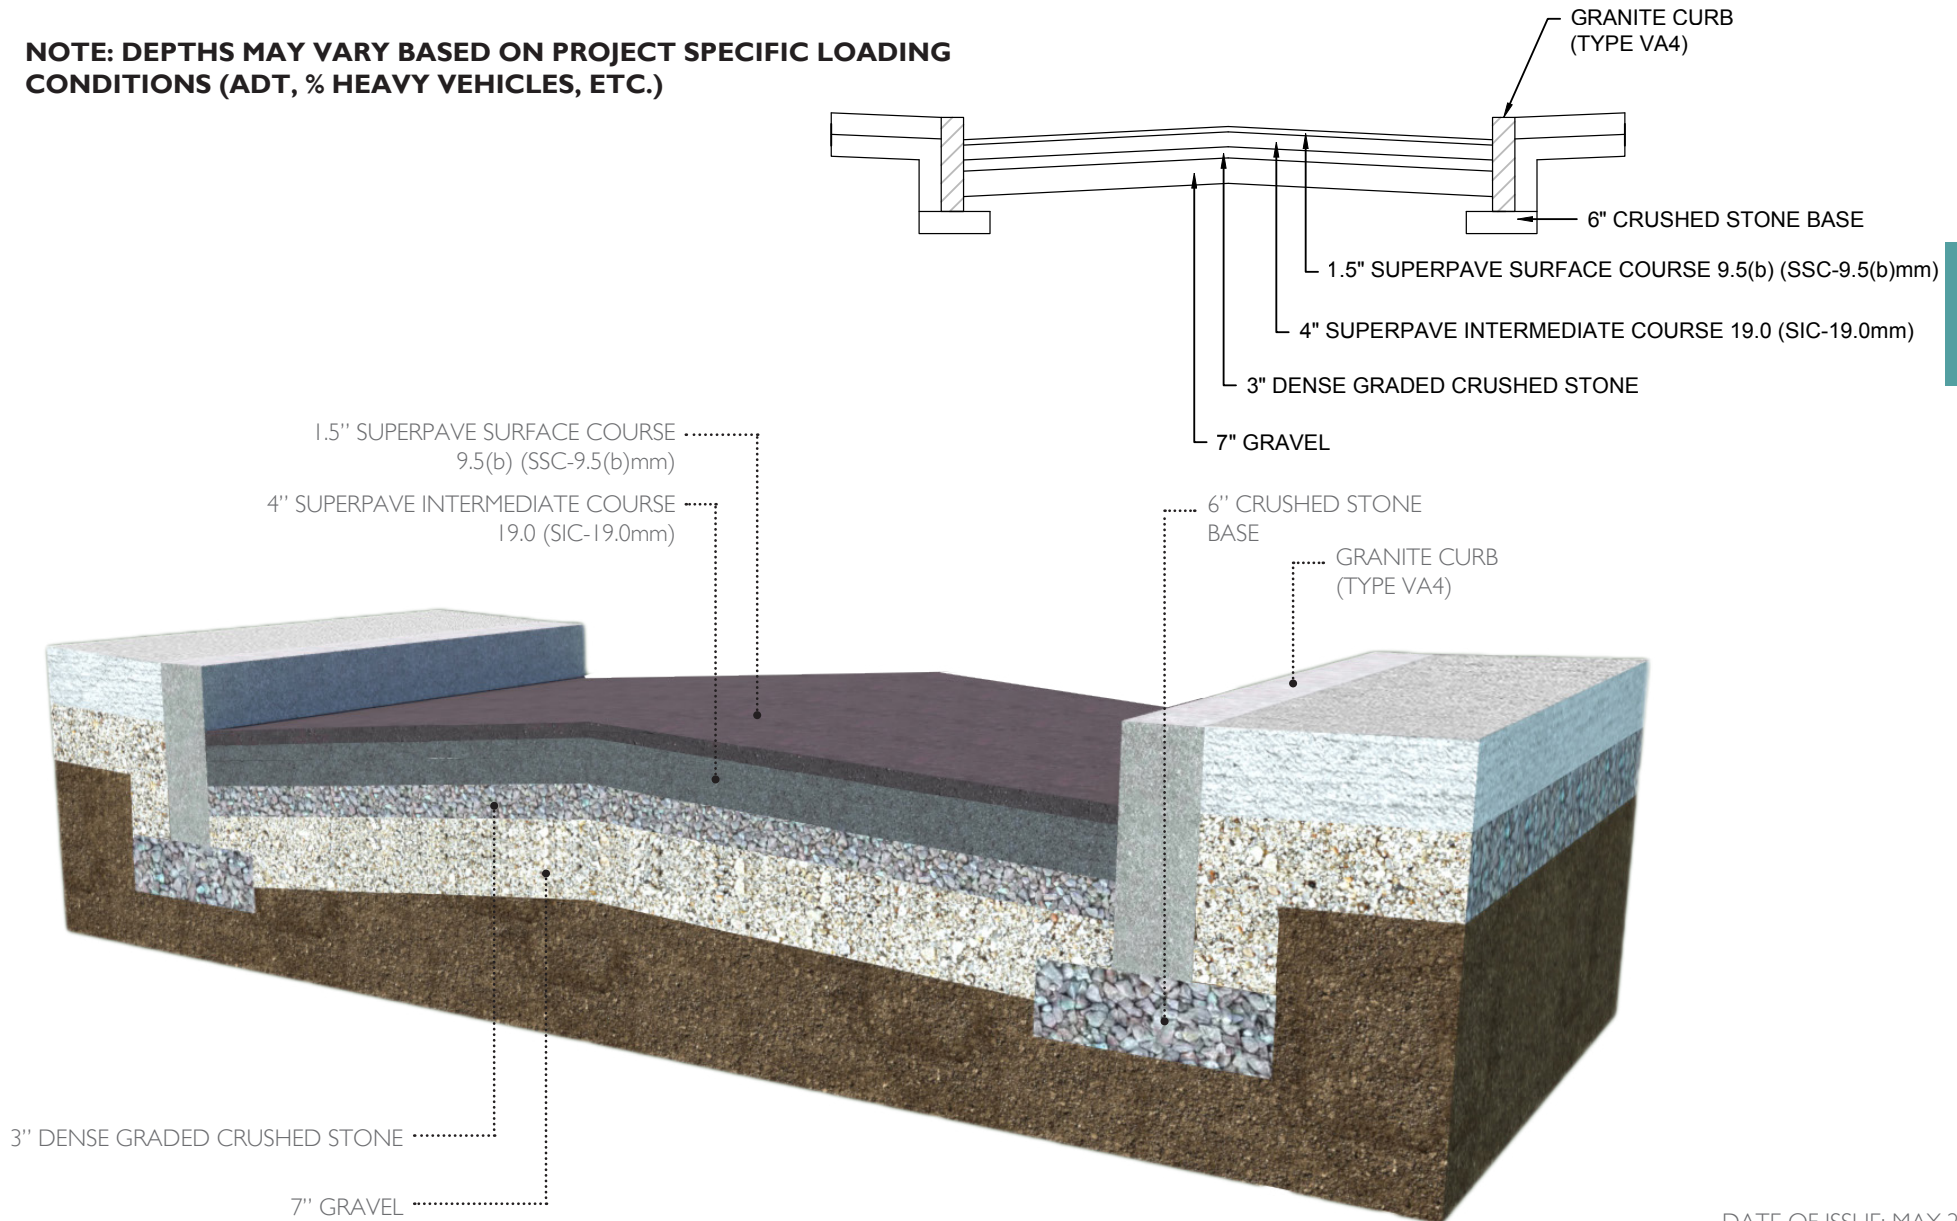 NOTE: DEPTHS MAY VARY BASED ON PROJECT SPECIFIC LOADING
CONDITIONS (ADT, % HEAVY VEHICLES, ETC.)
GRANITE CURB
(TYPE VA4)
6" CRUSHED STONE BASE
1.5" SUPERPAVE SURFACE COURSE 9.5(b) (SSC-9.5(b)mm)
4" SUPERPAVE INTERMEDIATE COURSE 19.0 (SIC-19.0mm)
3" DENSE GRADED CRUSHED STONE
7" GRAVEL
1.5'' SUPERPAVE SURFACE COURSE
9.5(b) (SSC-9.5(b)mm)
4'' SUPERPAVE INTERMEDIATE COURSE
19.0 (SIC-19.0mm)
6'' CRUSHED STONE
BASE
GRANITE CURB
(TYPE VA4)
3'' DENSE GRADED CRUSHED STONE
7'' GRAVEL
DATE OF ISSUE: MAY